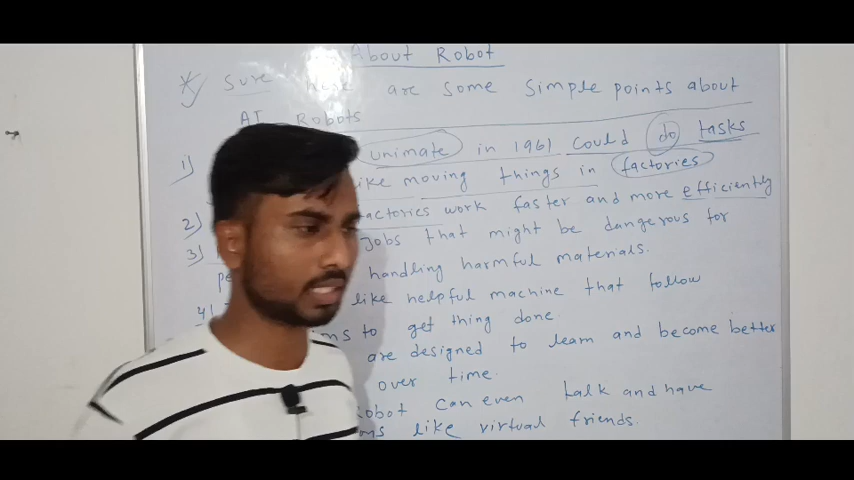 About Robot
Sure here are some simple points about
AI Robots
1) unimate in 1961 could do tasks
like moving things in factories
2) factories work faster and more efficiently
3) jobs that might be dangerous for
pe handling harmful materials.
4) like helpful machine that follow
ms to get thing done.
are designed to learn and become better
over time.
Robot can even talk and have
ons like virtual friends.